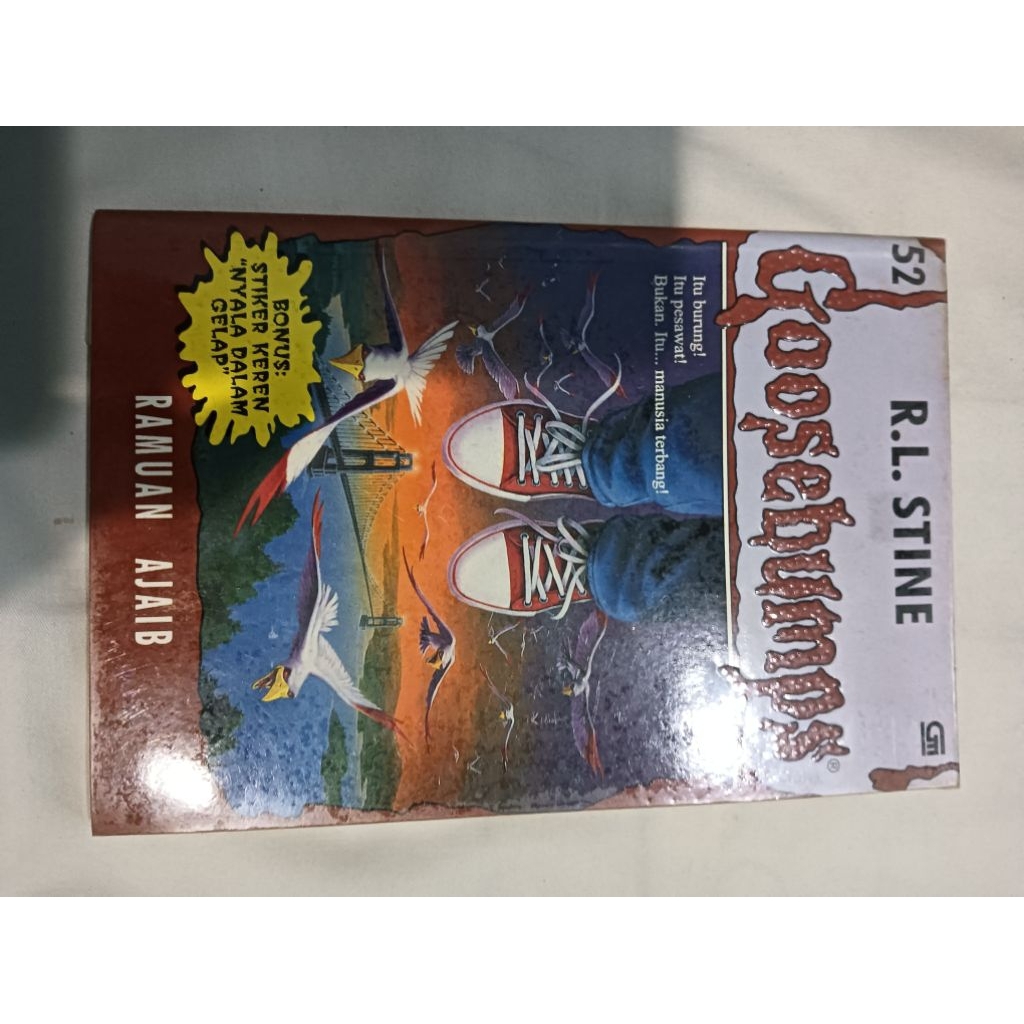 52
R.L. STINE
GM
Goosebumps®
Itu burung!
Itu pesawat!
Bukan. Itu... manusia terbang!
BONUS:
STIKER KEREN
"NYALA DALAM
GELAP"
RAMUAN AJAIB